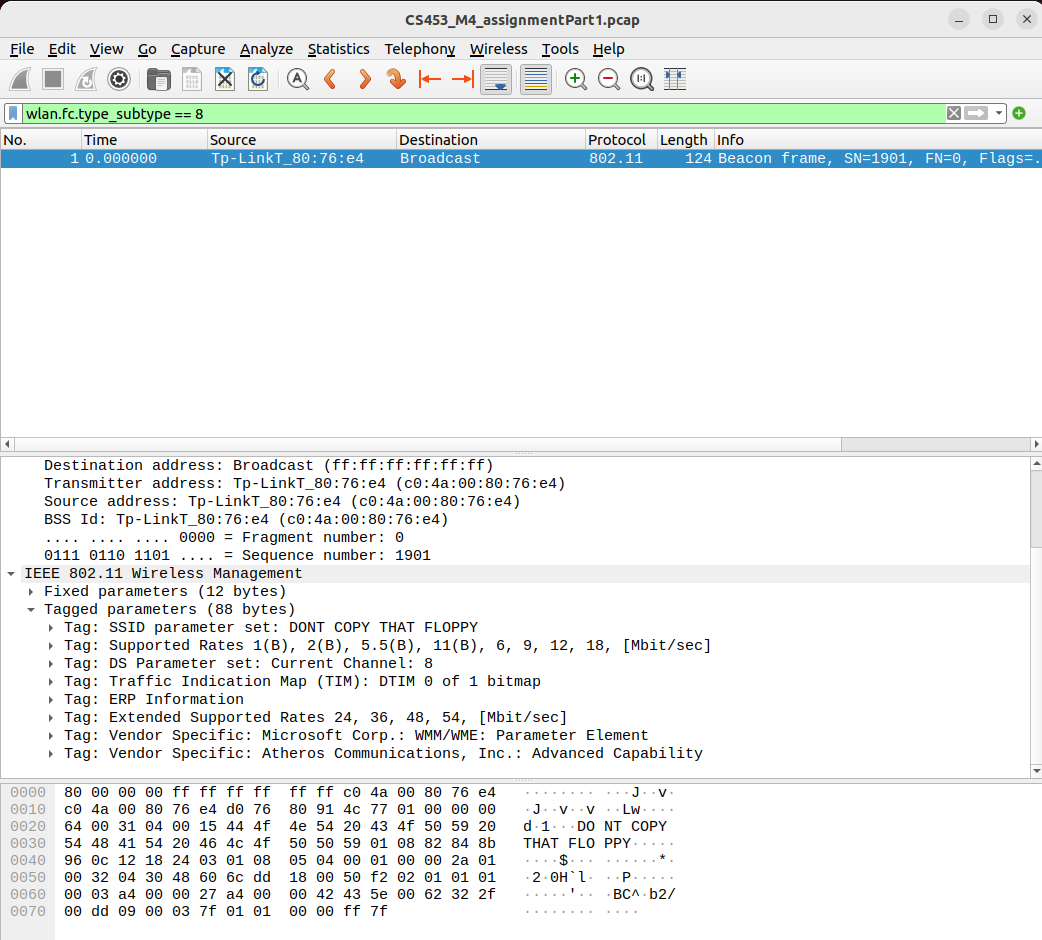 CS453_M4_assignmentPart1.pcap
File Edit View Go Capture Analyze Statistics Telephony Wireless Tools Help
wlan.fc.type_subtype == 8
No. Time Source Destination Protocol Length Info
1 0.000000 Tp-LinkT_80:76:e4 Broadcast 802.11 124 Beacon frame, SN=1901, FN=0, Flags=.
Destination address: Broadcast (ff:ff:ff:ff:ff:ff)
Transmitter address: Tp-LinkT_80:76:e4 (c0:4a:00:80:76:e4)
Source address: Tp-LinkT_80:76:e4 (c0:4a:00:80:76:e4)
BSS Id: Tp-LinkT_80:76:e4 (c0:4a:00:80:76:e4)
.... .... .... 0000 = Fragment number: 0
0111 0110 1101 .... = Sequence number: 1901
IEEE 802.11 Wireless Management
Fixed parameters (12 bytes)
Tagged parameters (88 bytes)
Tag: SSID parameter set: DONT COPY THAT FLOPPY
Tag: Supported Rates 1(B), 2(B), 5.5(B), 11(B), 6, 9, 12, 18, [Mbit/sec]
Tag: DS Parameter set: Current Channel: 8
Tag: Traffic Indication Map (TIM): DTIM 0 of 1 bitmap
Tag: ERP Information
Tag: Extended Supported Rates 24, 36, 48, 54, [Mbit/sec]
Tag: Vendor Specific: Microsoft Corp.: WMM/WME: Parameter Element
Tag: Vendor Specific: Atheros Communications, Inc.: Advanced Capability
0000 80 00 00 00 ff ff ff ff ff ff c0 4a 00 80 76 e4 ········ ···J··v·
0010 c0 4a 00 80 76 e4 d0 76 80 91 4c 77 01 00 00 00 ·J··v··v ··Lw····
0020 64 00 31 04 00 15 44 4f 4e 54 20 43 4f 50 59 20 d·1···DO NT COPY
0030 54 48 41 54 20 46 4c 4f 50 50 59 01 08 82 84 8b THAT FLO PPY·····
0040 96 0c 12 18 24 03 01 08 05 04 00 01 00 00 2a 01 ····$··· ······*·
0050 00 32 04 30 48 60 6c dd 18 00 50 f2 02 01 01 01 ·2·0H`l· ··P·····
0060 00 03 a4 00 00 27 a4 00 00 42 43 5e 00 62 32 2f ·····'·· ·BC^·b2/
0070 00 dd 09 00 03 7f 01 01 00 00 ff 7f ········ ····